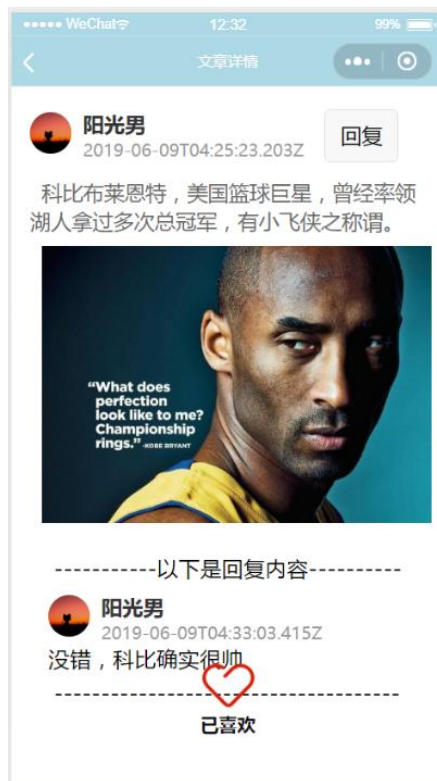 ●●●●● WeChat 12:32 99%
文章详情
阳光男
2019-06-09T04:25:23.203Z
回复
科比布莱恩特，美国篮球巨星，曾经率领
湖人拿过多次总冠军，有小飞侠之称谓。
“What does
perfection
look like to me?
Championship
rings.” -KOBE BRYANT
-----------以下是回复内容----------
阳光男
2019-06-09T04:33:03.415Z
没错，科比确实很帅
-------------------------------------
已喜欢